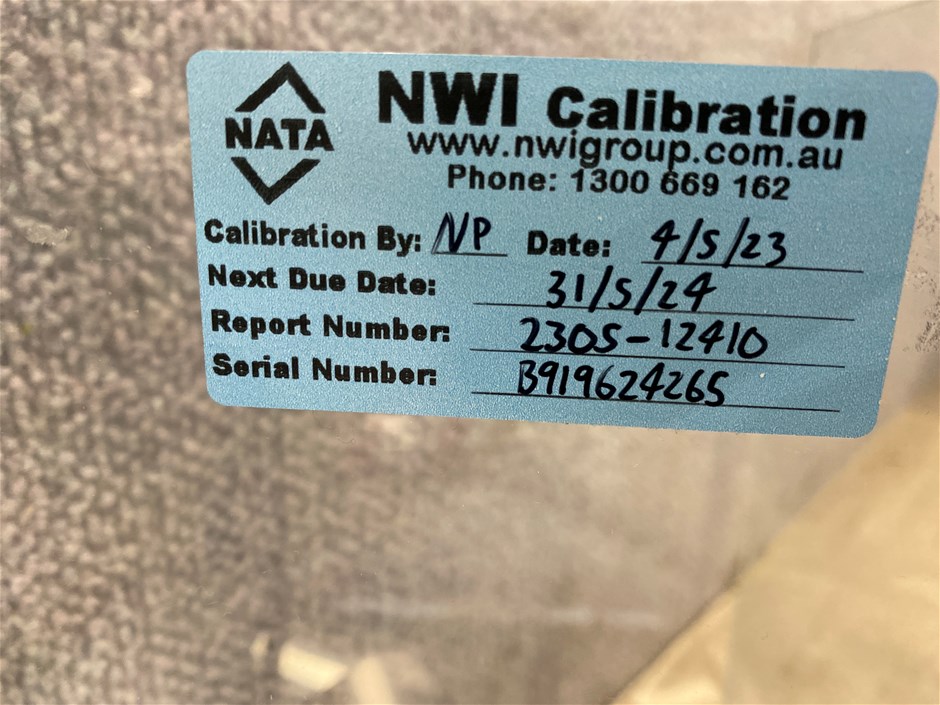 NATA
NWI Calibration
www.nwigroup.com.au
Phone: 1300 669 162
Calibration By: NP Date: 4/5/23
Next Due Date: 31/5/24
Report Number: 2305-12410
Serial Number: B919624265